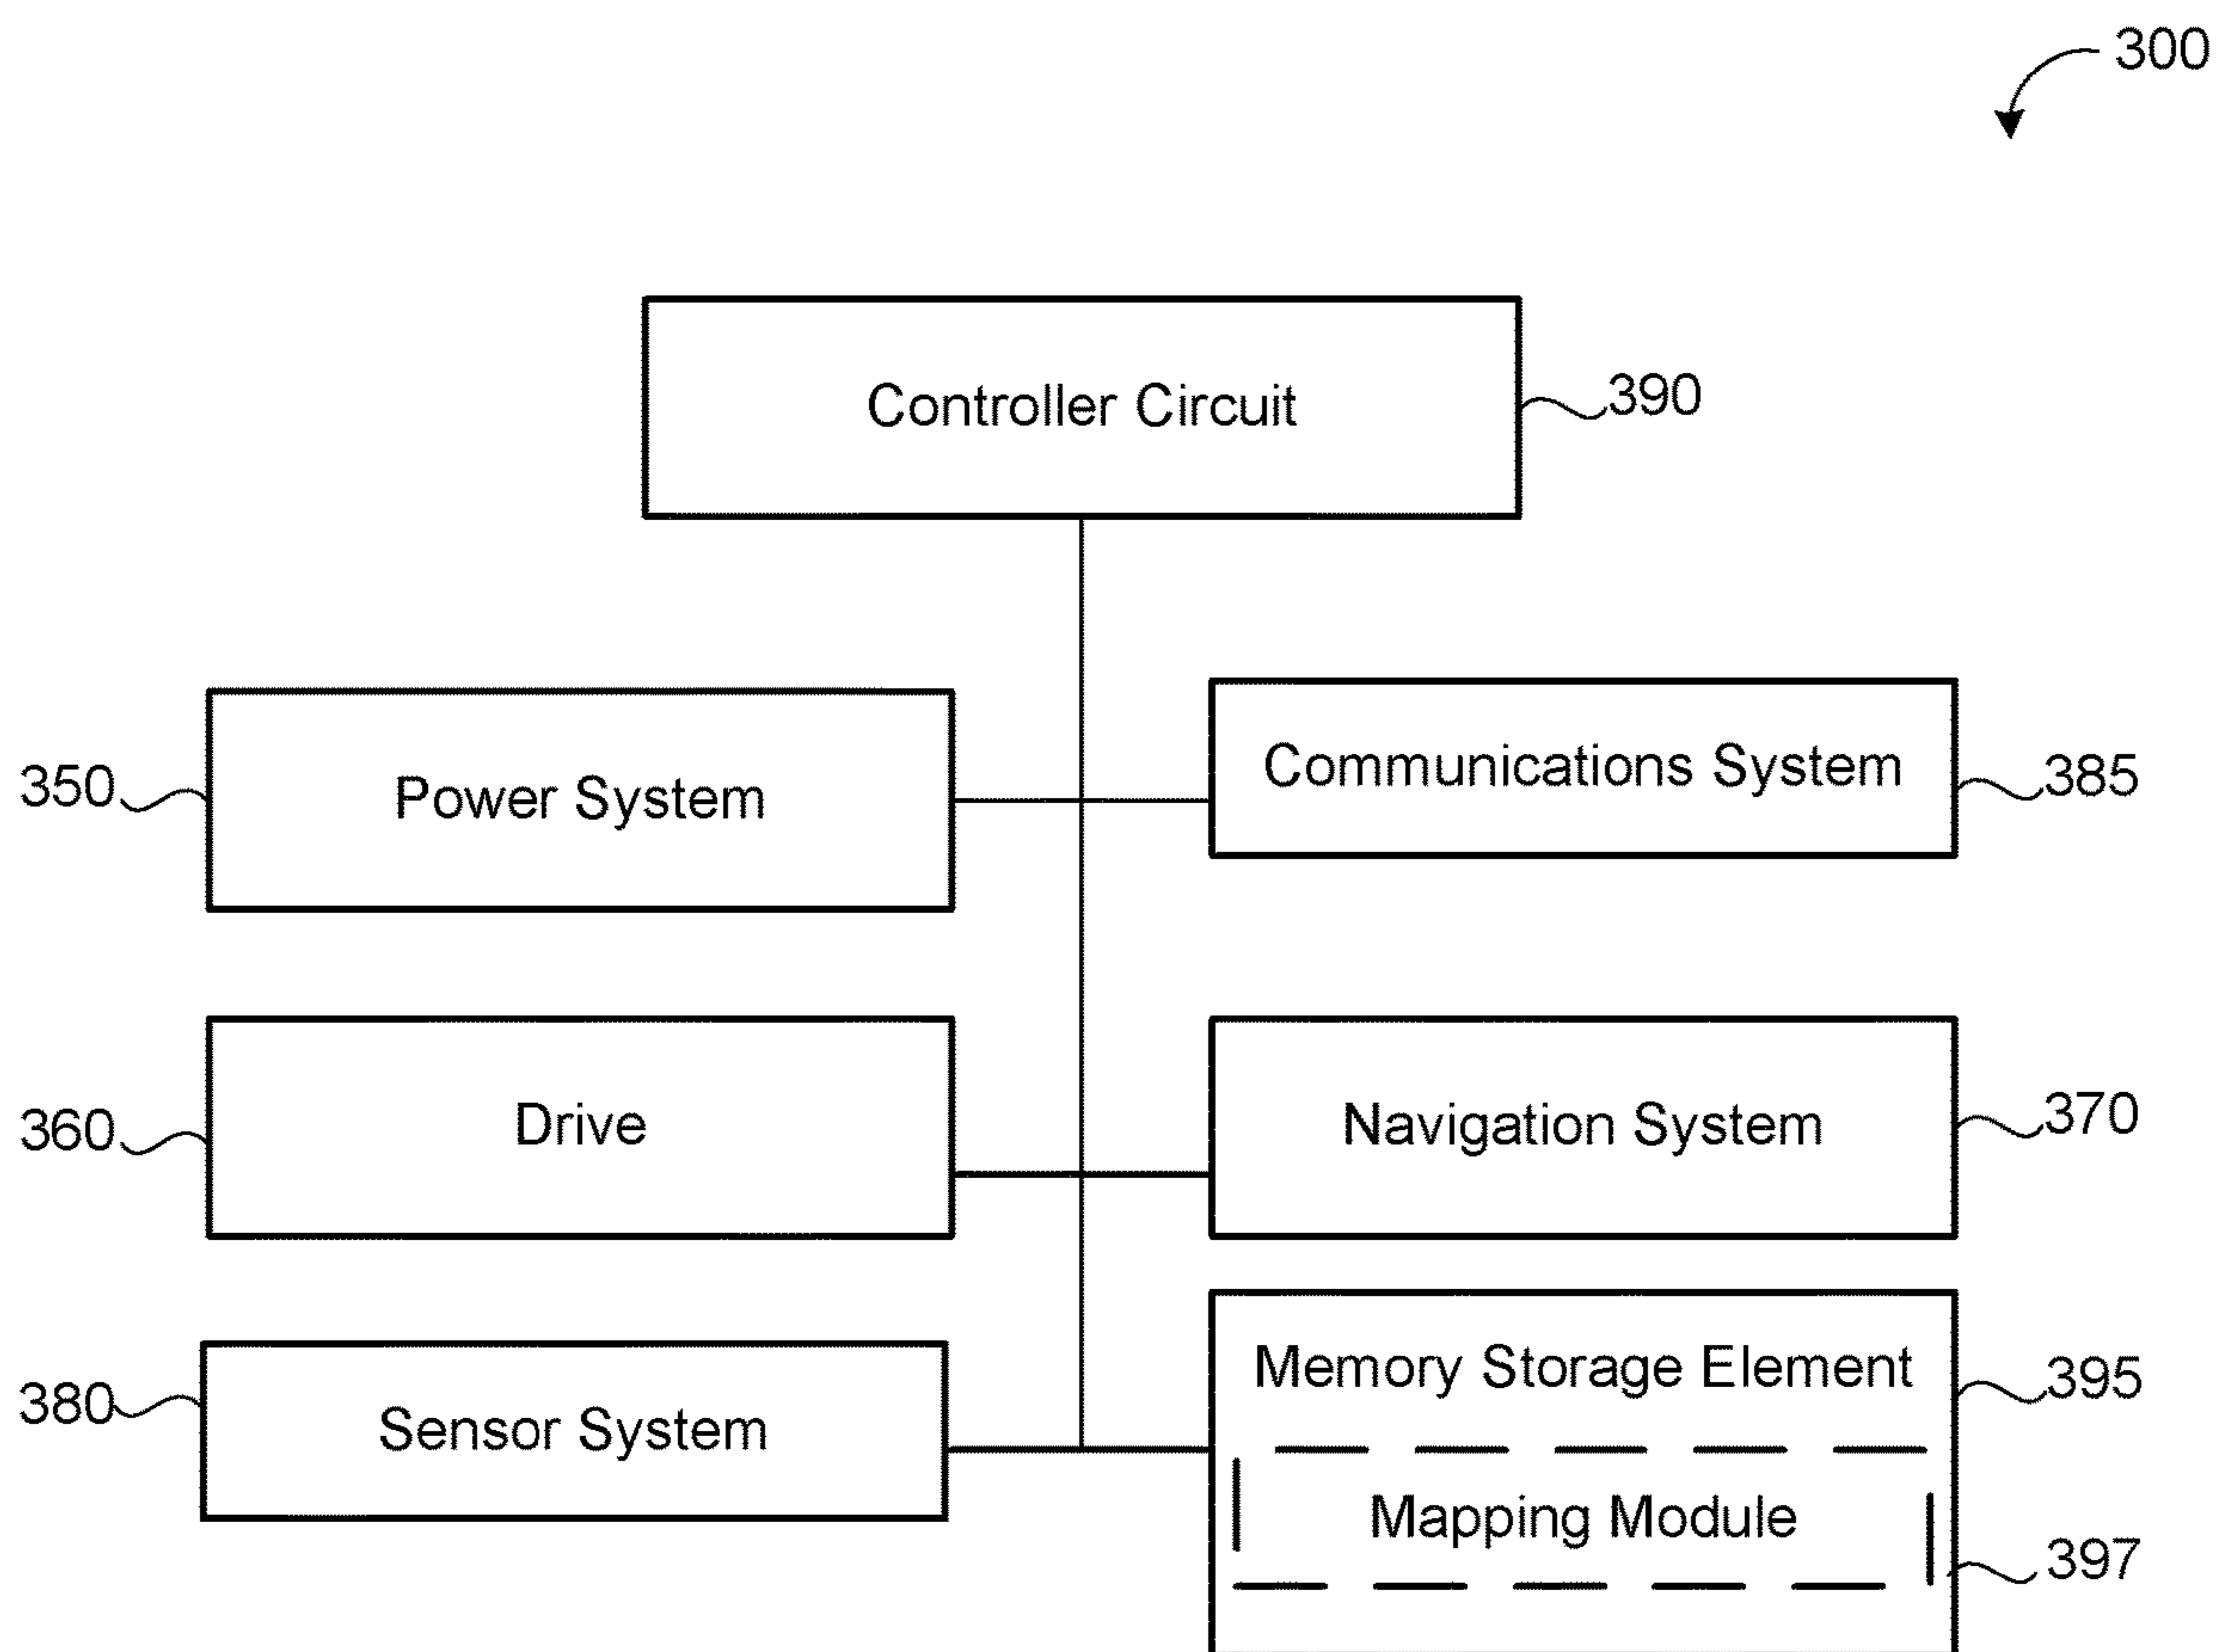 300
Controller Circuit
390
350
Power System
Communications System
385
360
Drive
Navigation System
370
380
Sensor System
Memory Storage Element
395
Mapping Module
397